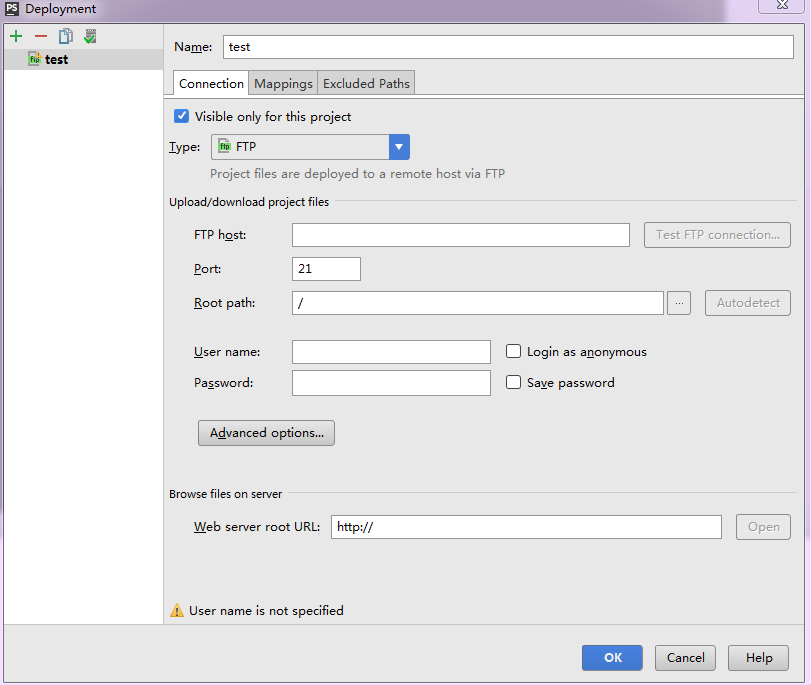 PS Deployment
test
Name: test
Connection Mappings Excluded Paths
Visible only for this project
Type: ftp FTP
Project files are deployed to a remote host via FTP
Upload/download project files
FTP host: Test FTP connection...
Port: 21
Root path: / ... Autodetect
User name: Login as anonymous
Password: Save password
Advanced options...
Browse files on server
Web server root URL: http:// Open
User name is not specified
OK Cancel Help